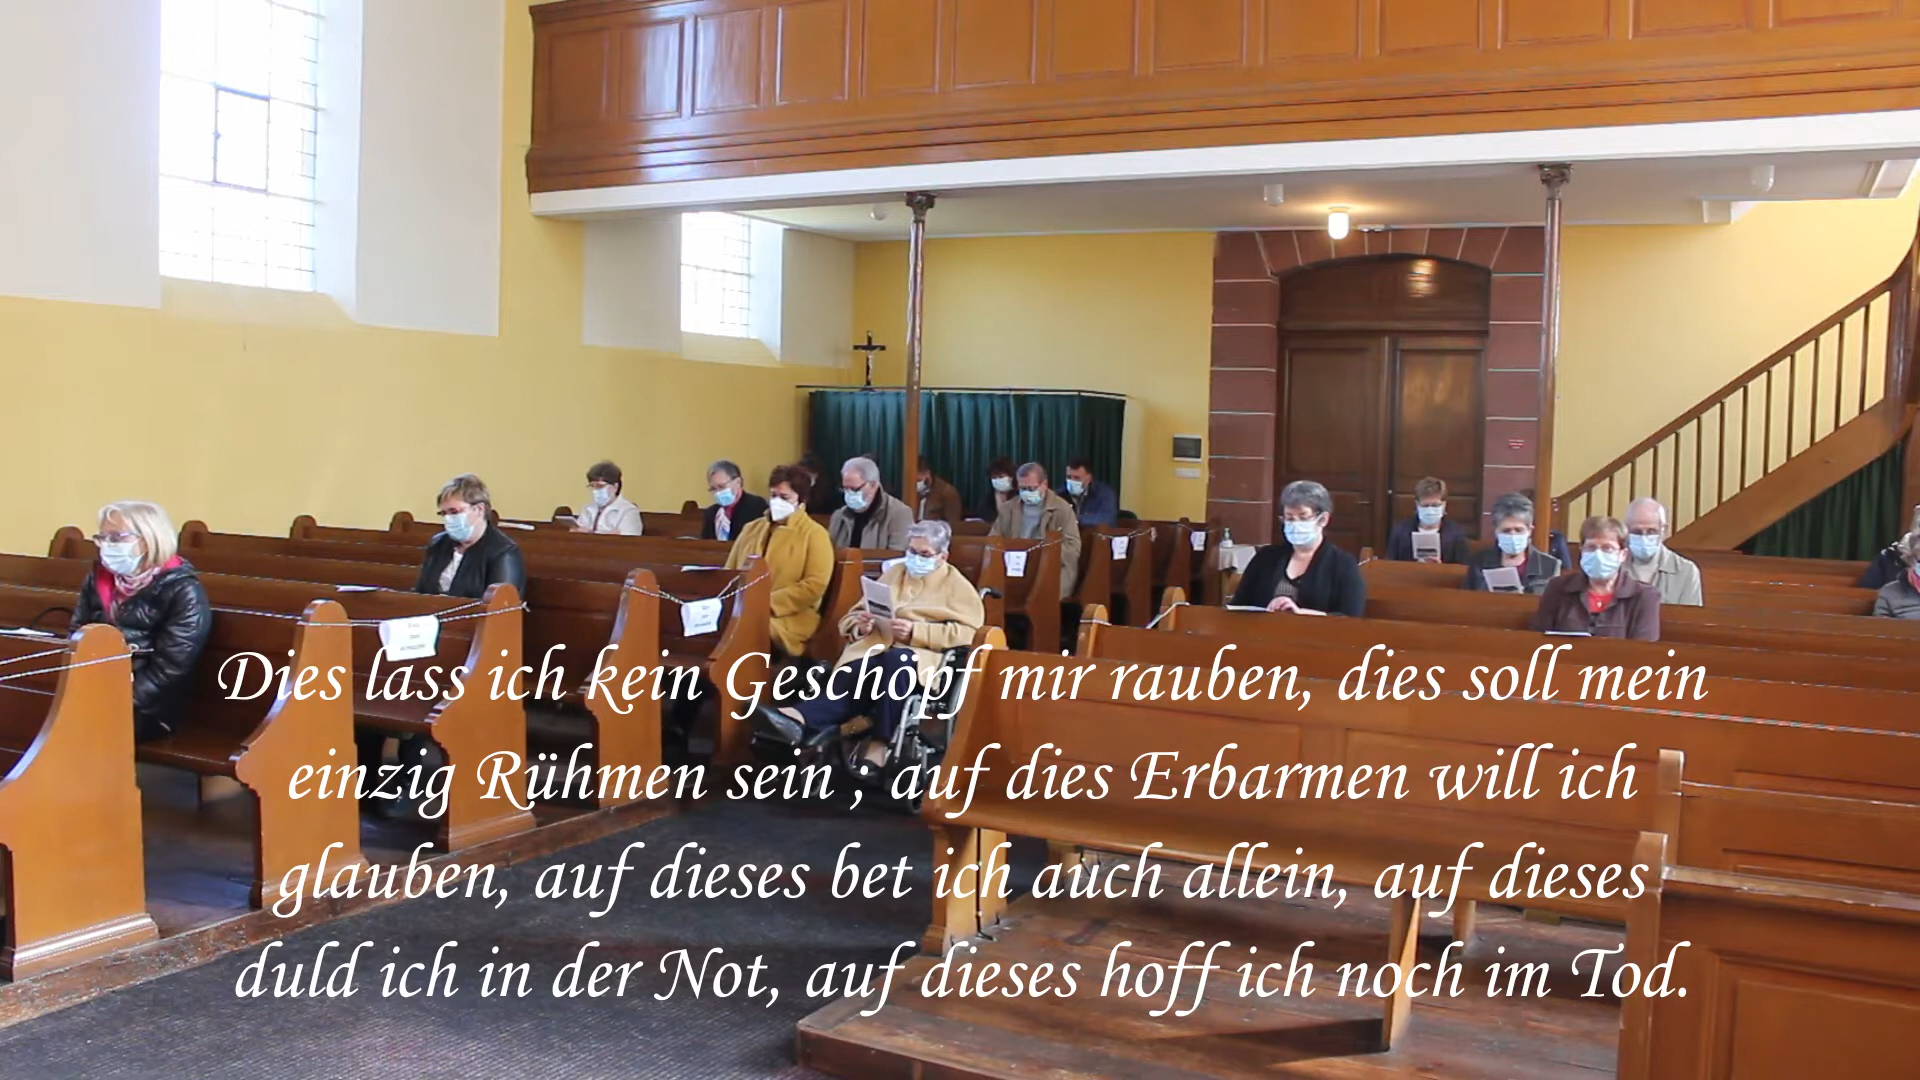 Dies lass ich kein Geschöpf mir rauben, dies soll mein
einzig Rühmen sein ; auf dies Erbarmen will ich
glauben, auf dieses bet ich auch allein, auf dieses
duld ich in der Not, auf dieses hoff ich noch im Tod.